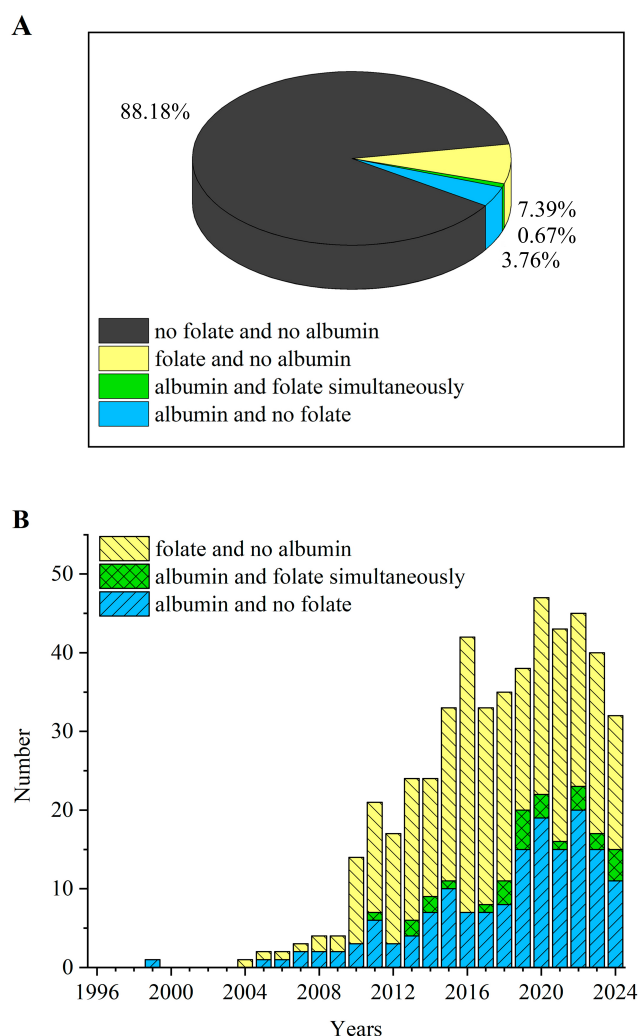 A
88.18%
7.39%
0.67%
3.76%
no folate and no albumin
folate and no albumin
albumin and folate simultaneously
albumin and no folate
B
folate and no albumin
albumin and folate simultaneously
albumin and no folate
50
40
30
20
10
0
Number
1996 2000 2004 2008 2012 2016 2020 2024
Years